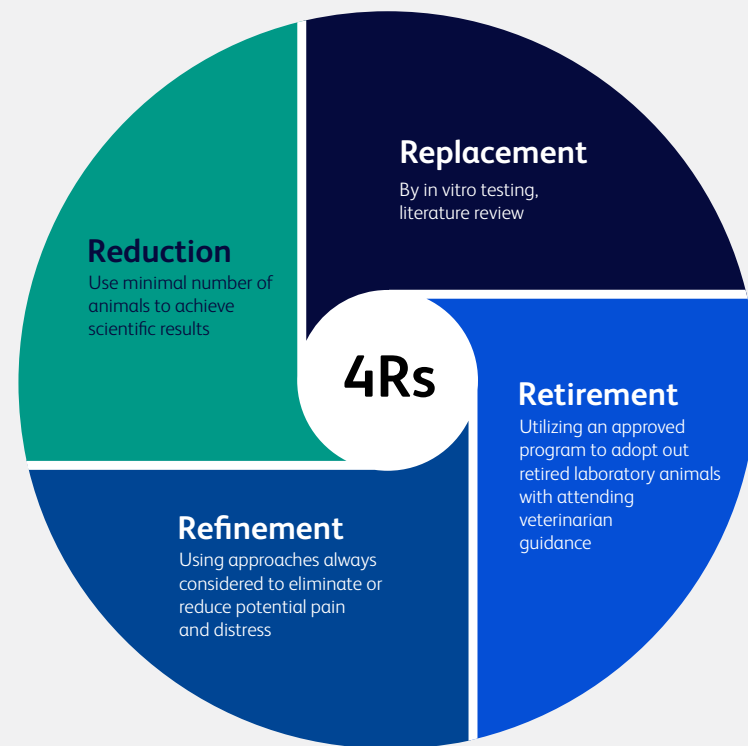 Replacement
By in vitro testing,
literature review
Reduction
Use minimal number of
animals to achieve
scientific results
4Rs
Retirement
Utilizing an approved
program to adopt out
retired laboratory animals
with attending
veterinarian
guidance
Refinement
Using approaches always
considered to eliminate or
reduce potential pain
and distress